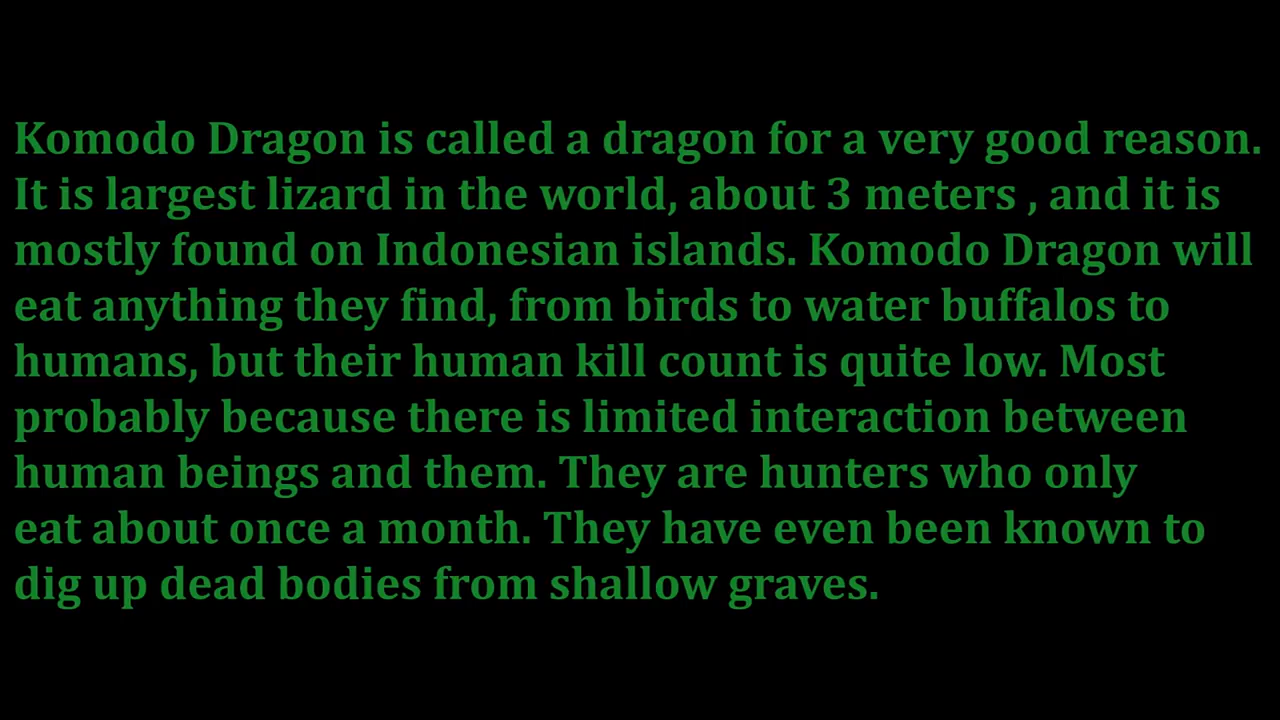 Komodo Dragon is called a dragon for a very good reason.
It is largest lizard in the world, about 3 meters , and it is
mostly found on Indonesian islands. Komodo Dragon will
eat anything they find, from birds to water buffalos to
humans, but their human kill count is quite low. Most
probably because there is limited interaction between
human beings and them. They are hunters who only
eat about once a month. They have even been known to
dig up dead bodies from shallow graves.